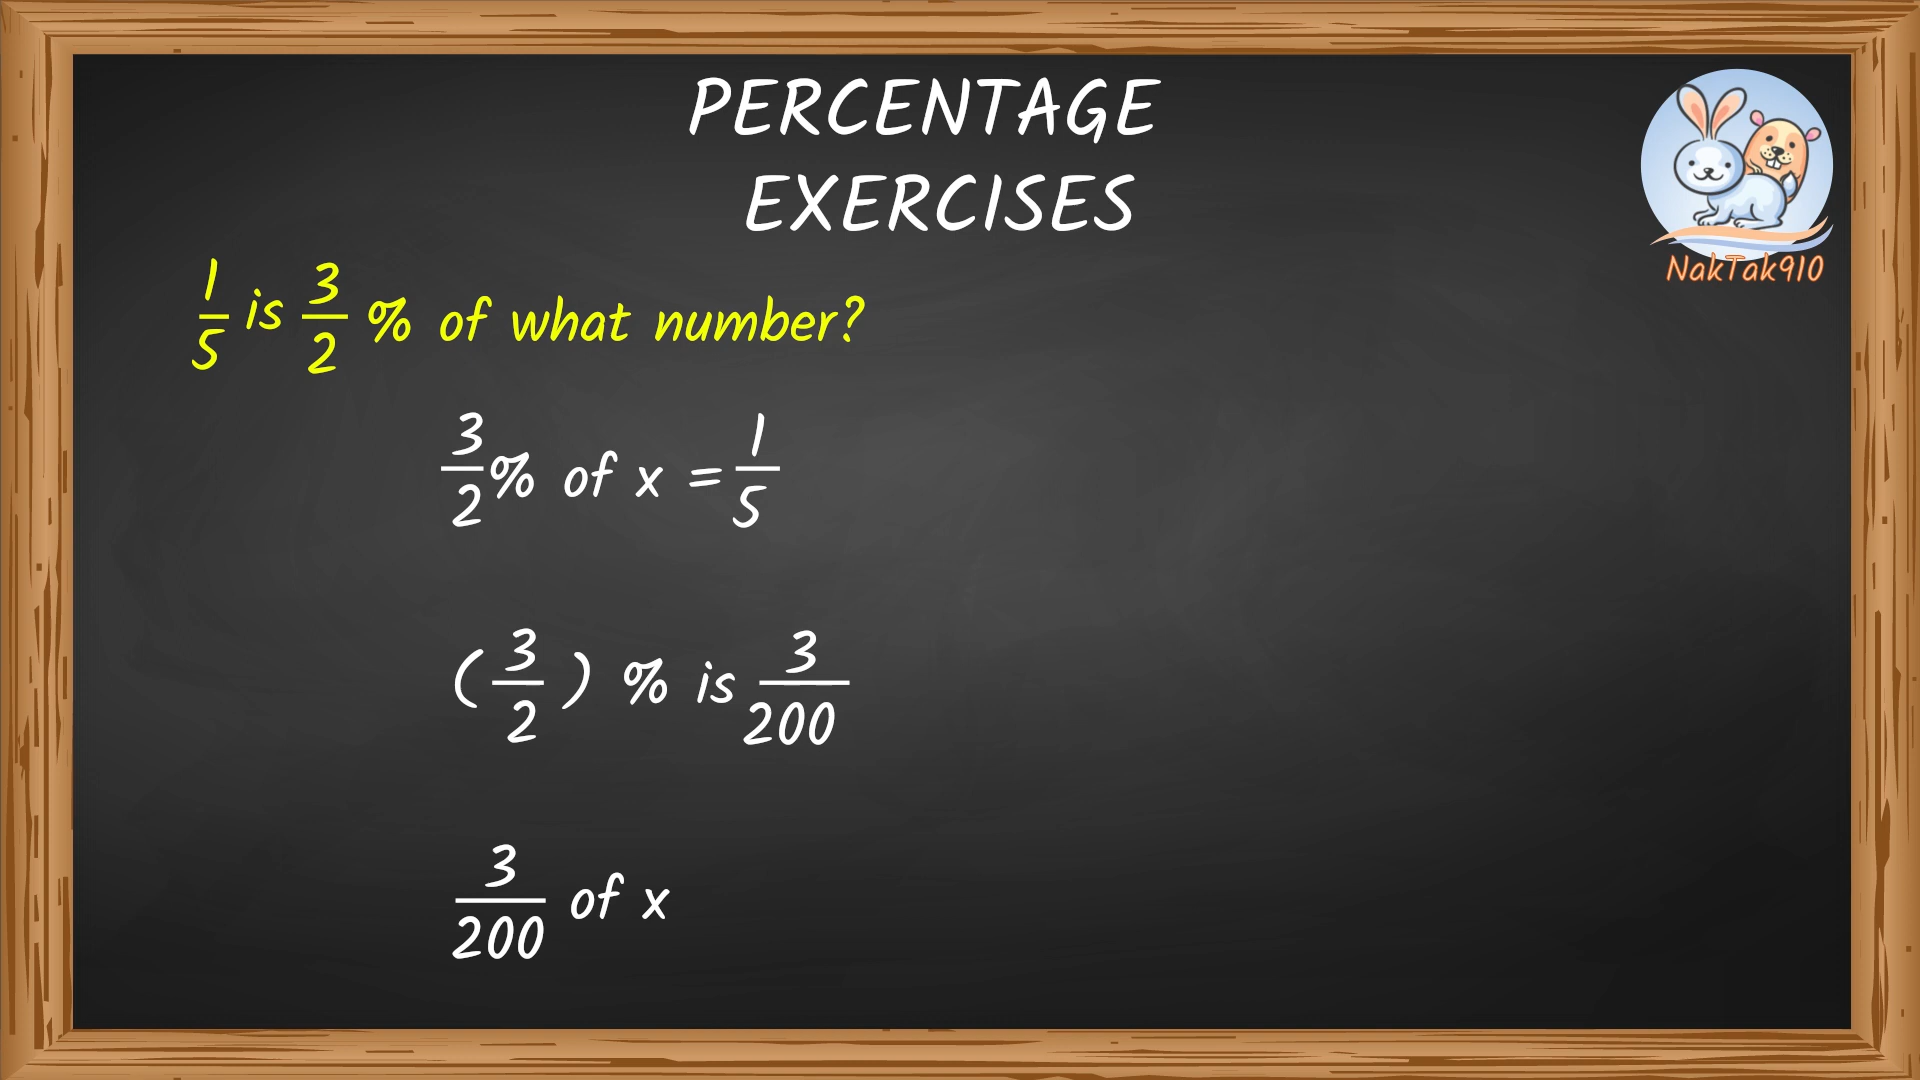 PERCENTAGE
EXERCISES
NakTak910
1/5 is 3/2 % of what number?
3/2% of x = 1/5
( 3/2 ) % is 3/200
3/200 of x